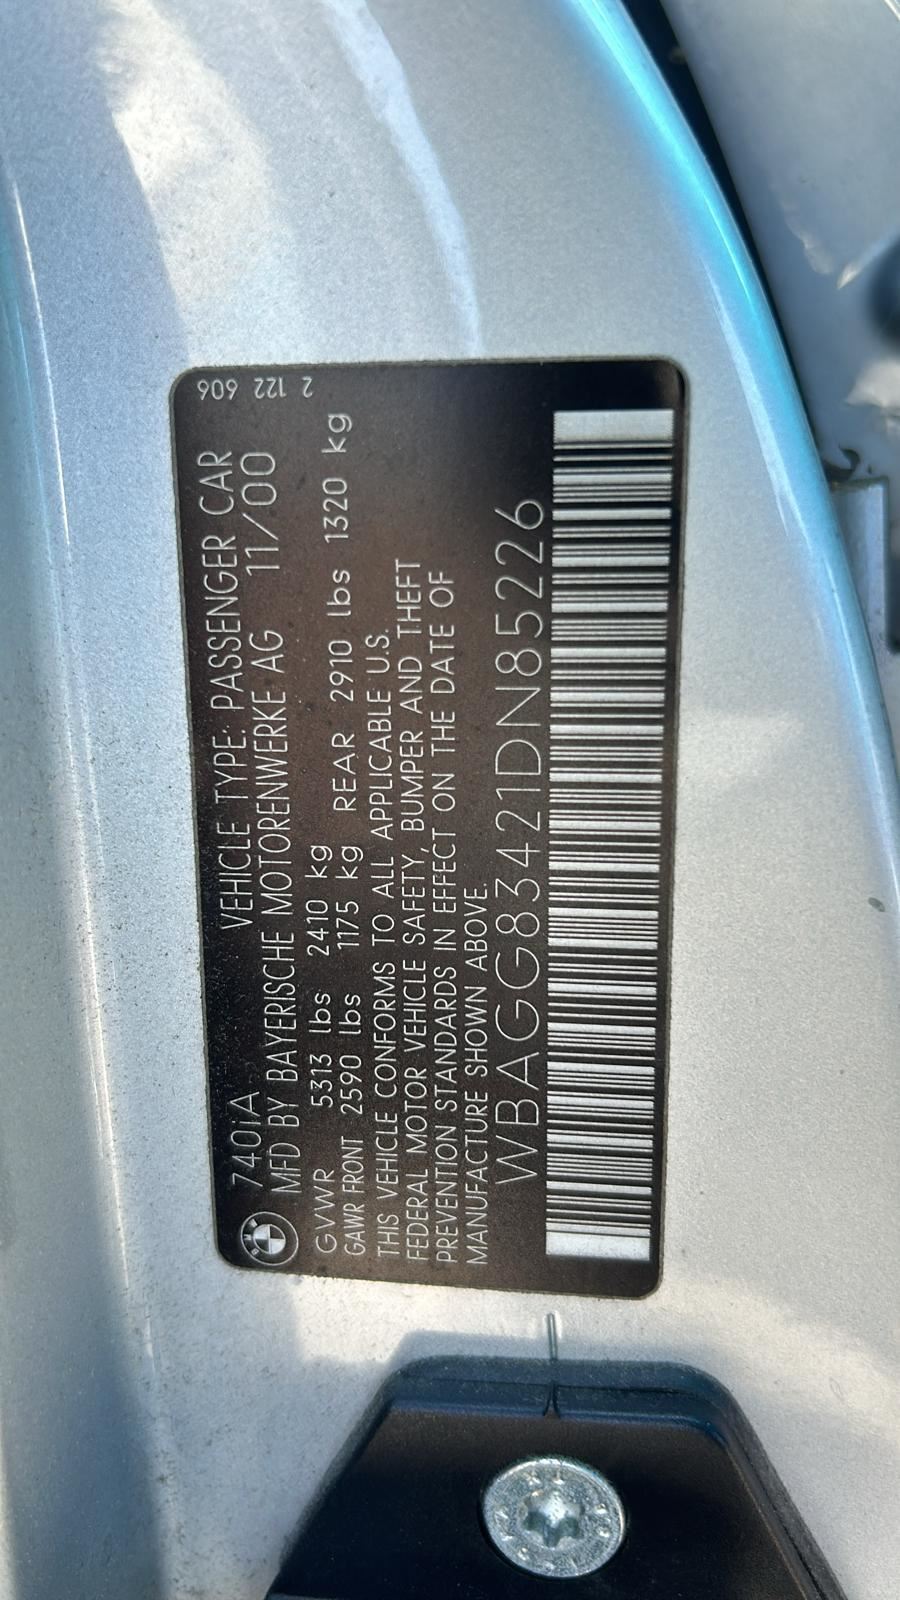 740iA VEHICLE TYPE: PASSENGER CAR
MFD BY BAYERISCHE MOTORENWERKE AG 11/00
GVWR 5313 lbs 2410 kg
GAWR FRONT 2590 lbs 1175 kg REAR 2910 lbs 1320 kg
THIS VEHICLE CONFORMS TO ALL APPLICABLE U.S.
FEDERAL MOTOR VEHICLE SAFETY, BUMPER AND THEFT
PREVENTION STANDARDS IN EFFECT ON THE DATE OF
MANUFACTURE SHOWN ABOVE.
WBAGG83421DN85226
2 122 606